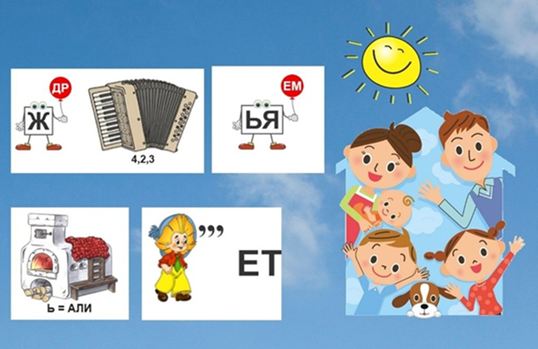 ДР
Ж
4,2,3
ЕМ
ЬЯ
Ь = АЛИ
,,, ЕТ